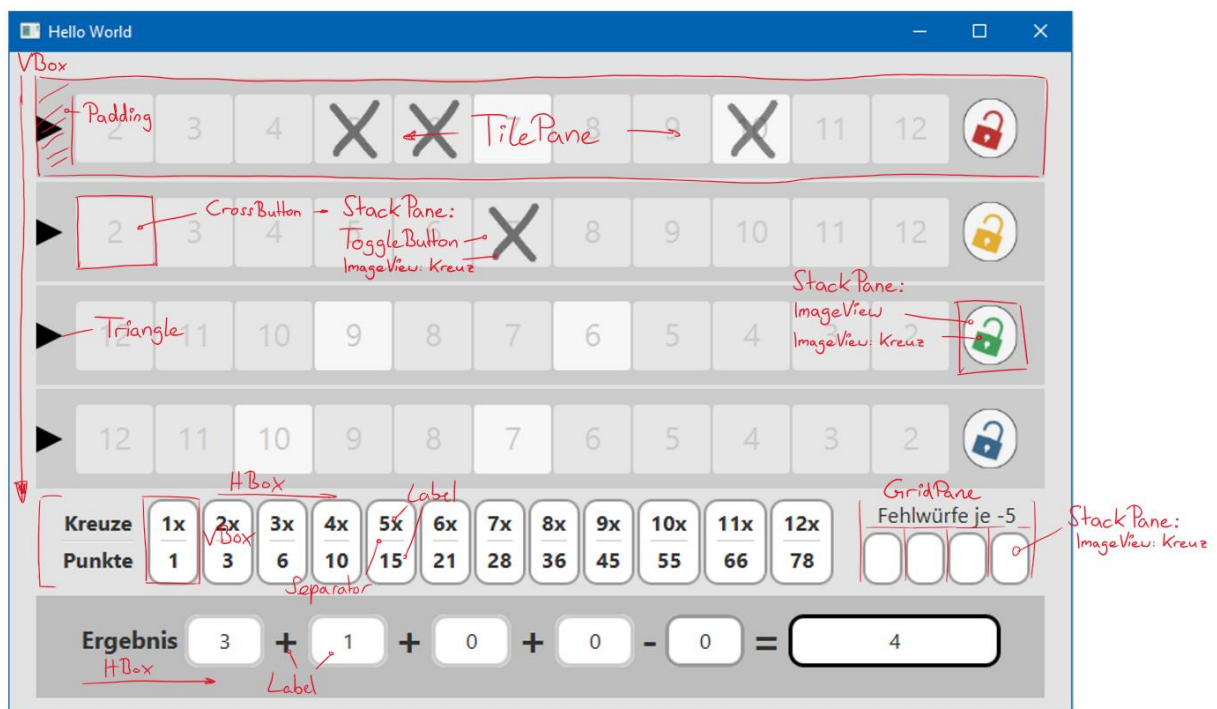 Hello World
VBox
Padding
2 3 4 7 8 9 11 12
TilePane
2 3 4 5 6 8 9 10 11 12
CrossButton - StackPane:
ToggleButton
ImageView: Kreuz
StackPane:
ImageView
ImageView: Kreuz
Triangle
12 11 10 9 8 7 6 5 4 3 2
12 11 10 9 8 7 6 5 4 3 2
HBox
Label
GridPane
Kreuze 1x 2x 3x 4x 5x 6x 7x 8x 9x 10x 11x 12x
Punkte 1 3 6 10 15 21 28 36 45 55 66 78
VBox
Separator
Fehlwürfe je -5
StackPane:
ImageView: Kreuz
Ergebnis 3 + 1 + 0 + 0 - 0 = 4
HBox
Label